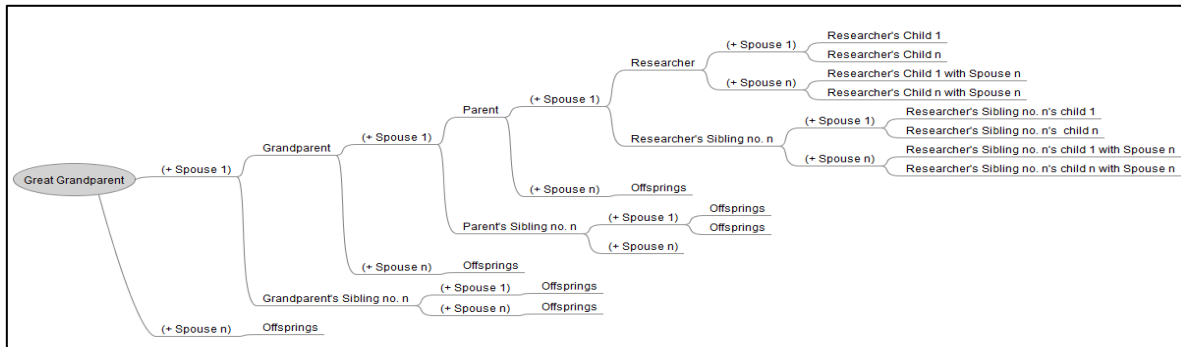 Great Grandparent
(+ Spouse 1)
Grandparent
(+ Spouse 1)
Parent
(+ Spouse 1)
Researcher
(+ Spouse 1)
Researcher's Child 1
Researcher's Child n
(+ Spouse n)
Researcher's Child 1 with Spouse n
Researcher's Child n with Spouse n
Researcher's Sibling no. n
(+ Spouse 1)
Researcher's Sibling no. n's child 1
Researcher's Sibling no. n's child n
(+ Spouse n)
Researcher's Sibling no. n's child 1 with Spouse n
Researcher's Sibling no. n's child n with Spouse n
(+ Spouse n)
Offsprings
Parent's Sibling no. n
(+ Spouse 1)
Offsprings
Offsprings
(+ Spouse n)
(+ Spouse n)
Offsprings
Grandparent's Sibling no. n
(+ Spouse 1)
Offsprings
(+ Spouse n)
Offsprings
(+ Spouse n)
Offsprings